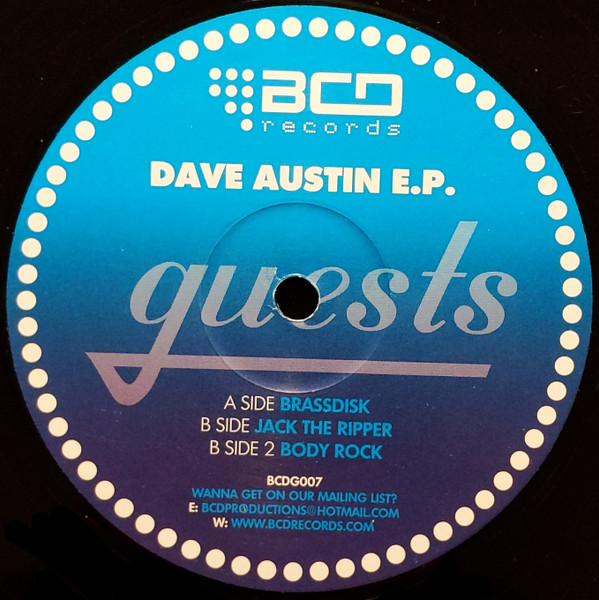 BCD
records
DAVE AUSTIN E.P.
guests
A SIDE BRASSDISK
B SIDE JACK THE RIPPER
B SIDE 2 BODY ROCK
BCDG007
WANNA GET ON OUR MAILING LIST?
E: BCDPRODUCTIONS@HOTMAIL.COM
W: WWW.BCDRECORDS.COM